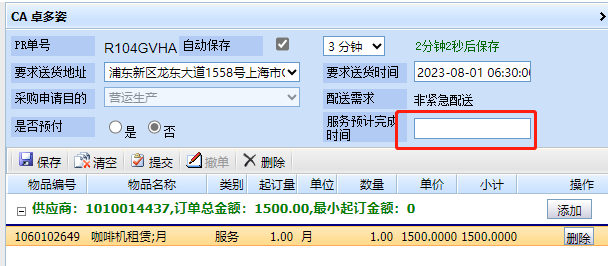 CA 卓多姿
PR单号 R104GVHA 自动保存 3 分钟 2分钟2秒后保存
要求送货地址 浦东新区龙东大道1558号上海市 要求送货时间 2023-08-01 06:30:0
采购申请目的 营运生产 配送需求 非紧急配送
是否预付 是 否 服务预计完成
时间
保存 清空 提交 撤单 删除
物品编号 物品名称 类别 起订量 单位 数量 单价 小计 操作
供应商：1010014437,订单总金额：1500.00,最小起订金额：0 添加
1060102649 咖啡机租赁;月 服务 1.00 月 1.00 1500.0000 1500.0000 删除